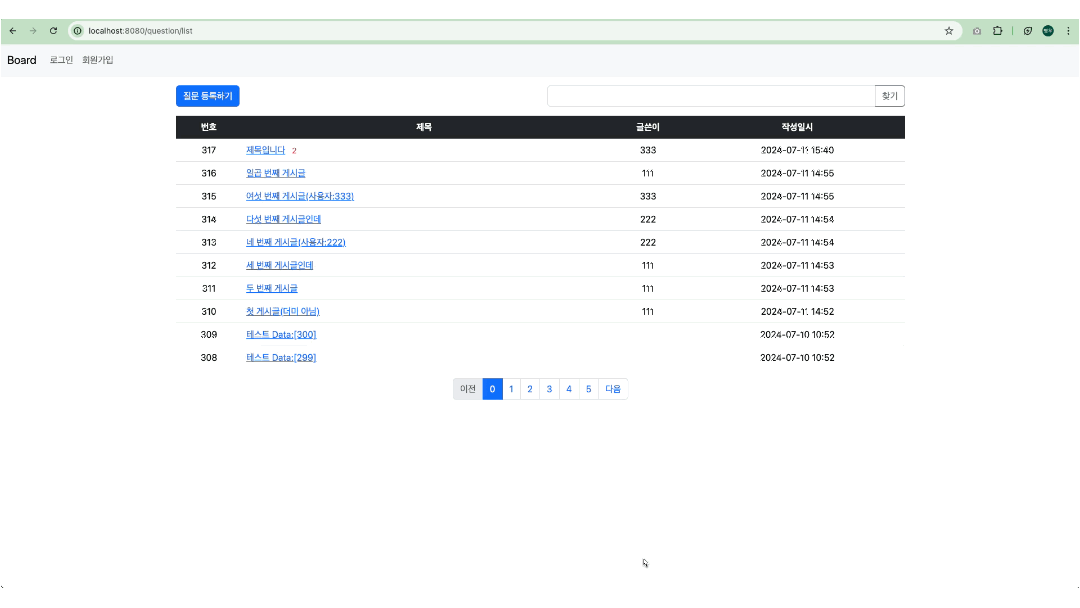 localhost:8080/question/list
Board 로그인 회원가입
질문 등록하기 찾기
번호 제목 글쓴이 작성일시
317 제목입니다 2 333 15:40
316 일곱 번째 게시글 111 2024-07-11 14:55
315 여섯 번째 게시글(사용자:333) 333 2024-07-11 14:55
314 다섯 번째 게시글인데 222 2024-07-11 14:54
313 네 번째 게시글(사용자:222) 222 2024-07-11 14:54
312 세 번째 게시글인데 111 2024-07-11 14:53
311 두 번째 게시글 111 2024-07-11 14:53
310 첫 게시글(더미 아님) 111 2024-07-11 14:52
309 테스트 Data:[300] 2024-07-10 10:52
308 테스트 Data:[299] 2024-07-10 10:52
이전 0 1 2 3 4 5 다음